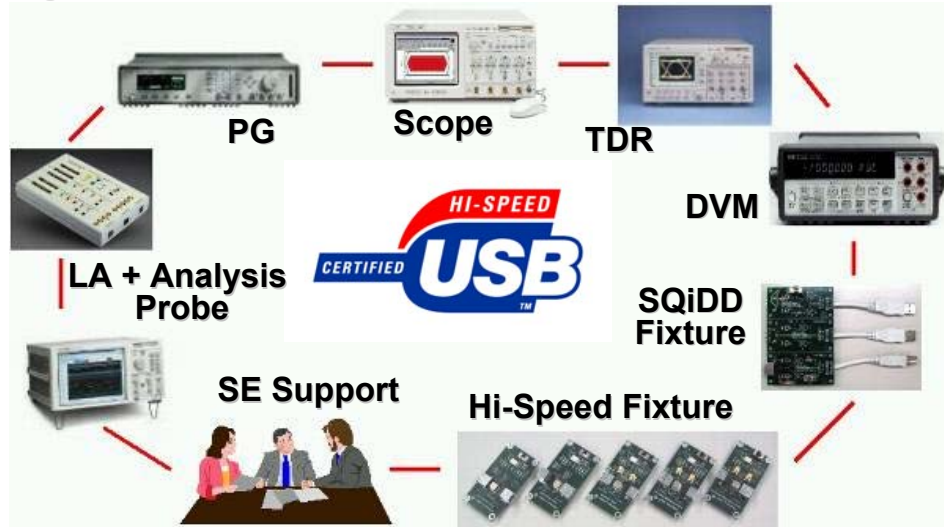 PG
Scope
TDR
DVM
HI-SPEED
CERTIFIED USB
TM
LA + Analysis
Probe
SQiDD
Fixture
SE Support
Hi-Speed Fixture